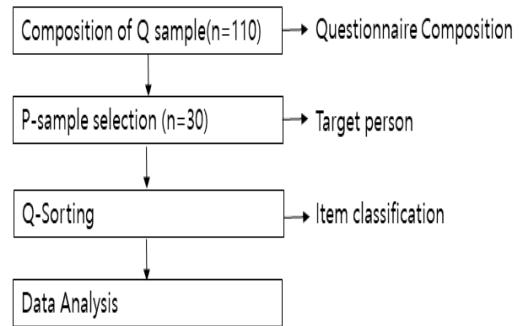 Composition of Q sample(n=110)
Questionnaire Composition
P-sample selection (n=30)
Target person
Q-Sorting
Item classification
Data Analysis